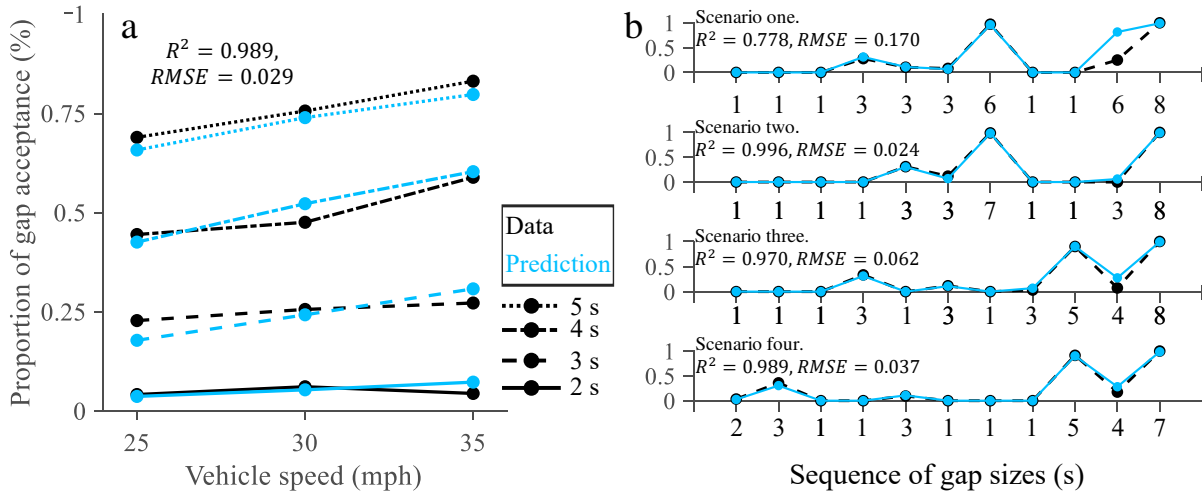 a
R² = 0.989,
RMSE = 0.029
Proportion of gap acceptance (%)
-1
0.75
0.5
0.25
0
25 30 35
Vehicle speed (mph)
Data
Prediction
5 s
4 s
3 s
2 s
b
Scenario one.
R² = 0.778, RMSE = 0.170
1
0.5
0
1 1 1 3 3 3 6 1 1 6 8
Scenario two.
R² = 0.996, RMSE = 0.024
1
0.5
0
1 1 1 1 3 3 7 1 1 3 8
Scenario three.
R² = 0.970, RMSE = 0.062
1
0.5
0
1 1 1 3 1 3 1 3 5 4 8
Scenario four.
R² = 0.989, RMSE = 0.037
1
0.5
0
2 3 1 1 3 1 1 1 5 4 7
Sequence of gap sizes (s)